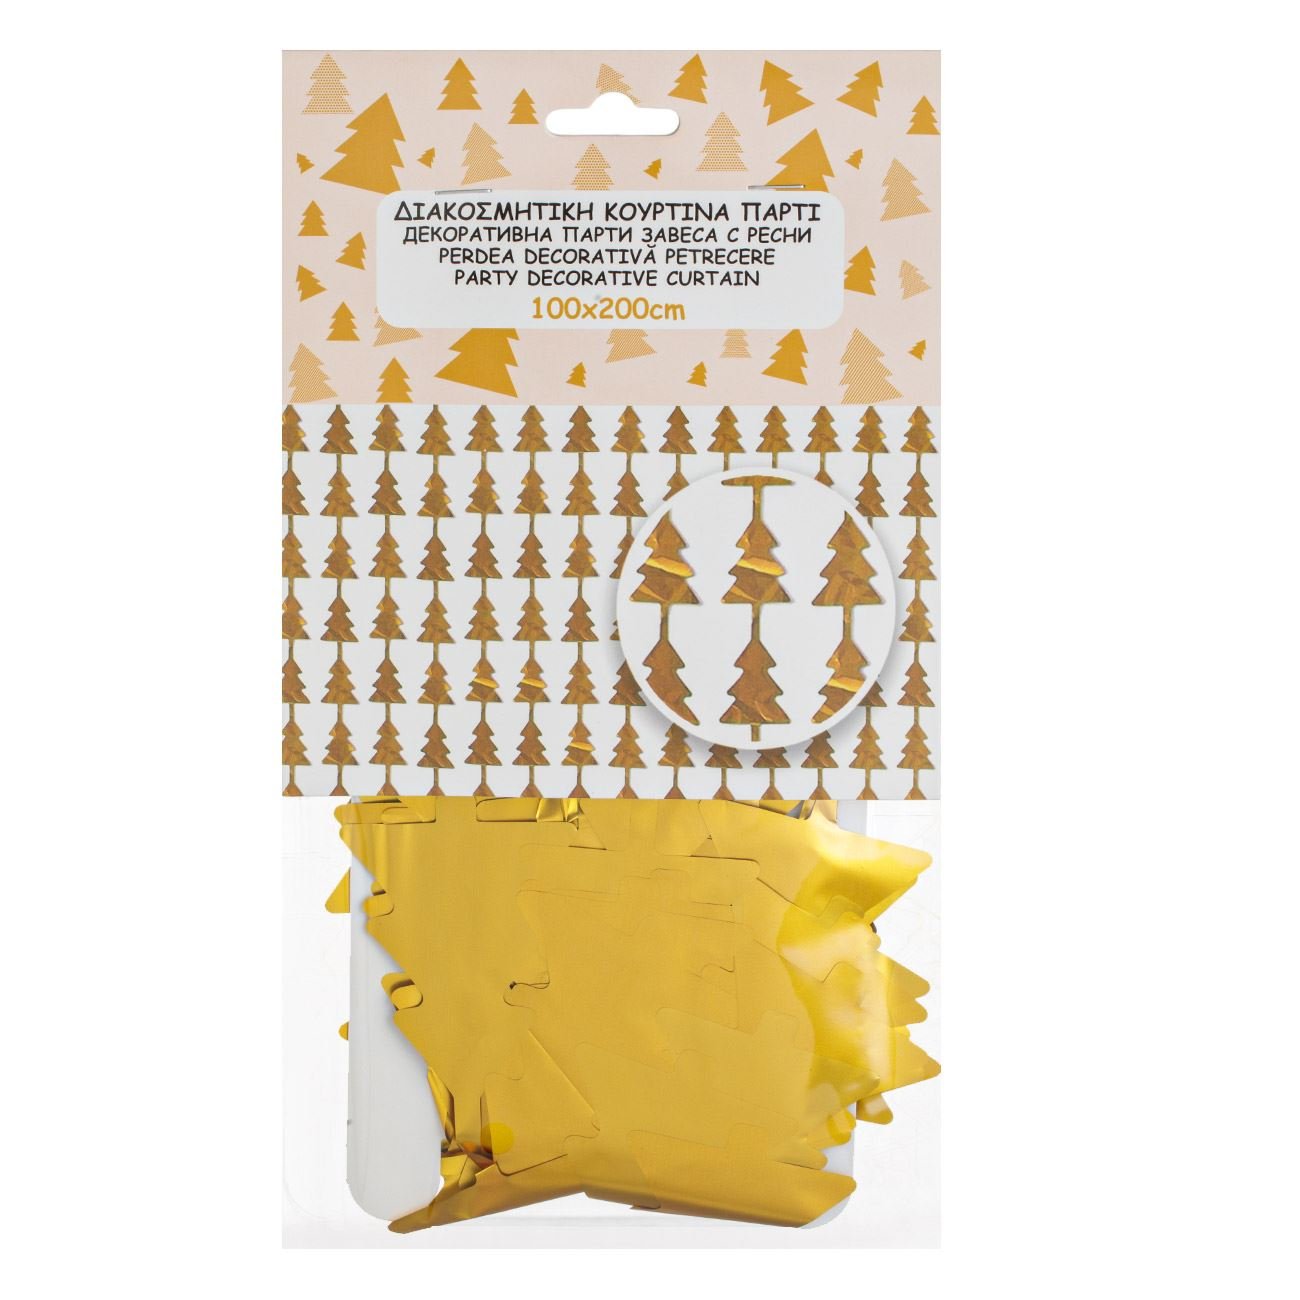 ΔΙΑΚΟΣΜΗΤΙΚΗ ΚΟΥΡΤΙΝΑ ΠΑΡΤΙ
ДЕКОРАТИВНА ПАРТИ ЗАВЕСА С РЕСНИ
PERDEA DECORATIVĂ PETRECERE
PARTY DECORATIVE CURTAIN
100x200cm